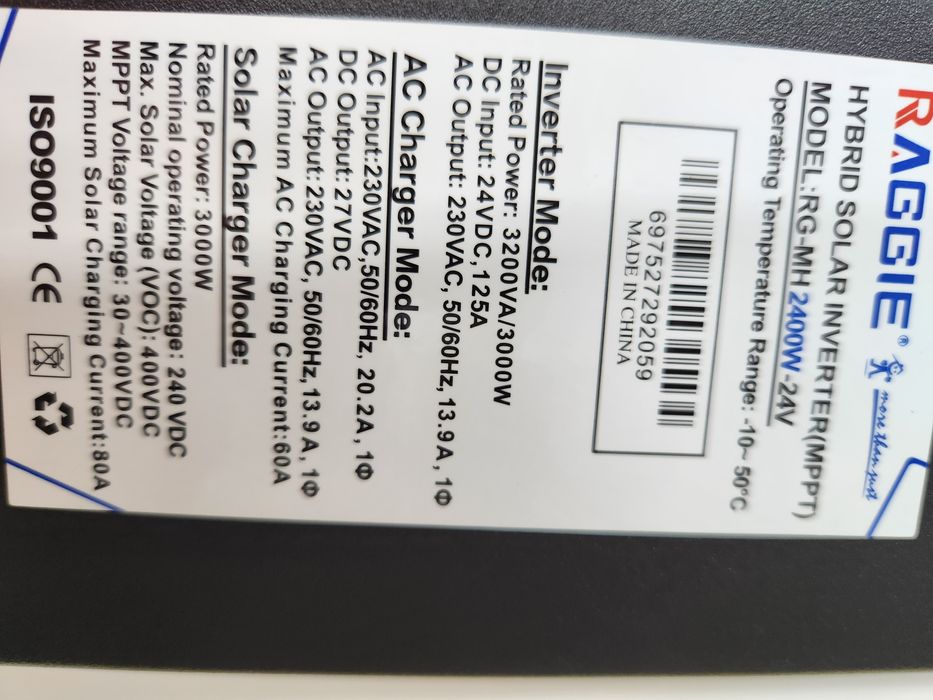 RAGGIE® more than just
HYBRID SOLAR INVERTER(MPPT)
MODEL:RG-MH 2400W-24V
Operating Temperature Range: -10~50°C
697527292059
MADE IN CHINA
Inverter Mode:
Rated Power: 3200VA/3000W
DC Input: 24VDC,125A
AC Output: 230VAC, 50/60Hz,13.9A, 1Φ
AC Charger Mode:
AC Input:230VAC,50/60Hz, 20.2A, 1Φ
DC Output: 27VDC
AC Output:230VAC, 50/60Hz,13.9A, 1Φ
Maximum AC Charging Current:60A
Solar Charger Mode:
Rated Power: 3000W
Nominal operating voltage: 240 VDC
Max. Solar Voltage (VOC): 400VDC
MPPT Voltage range: 30~400VDC
Maximum Solar Charging Current:80A
ISO9001 CE